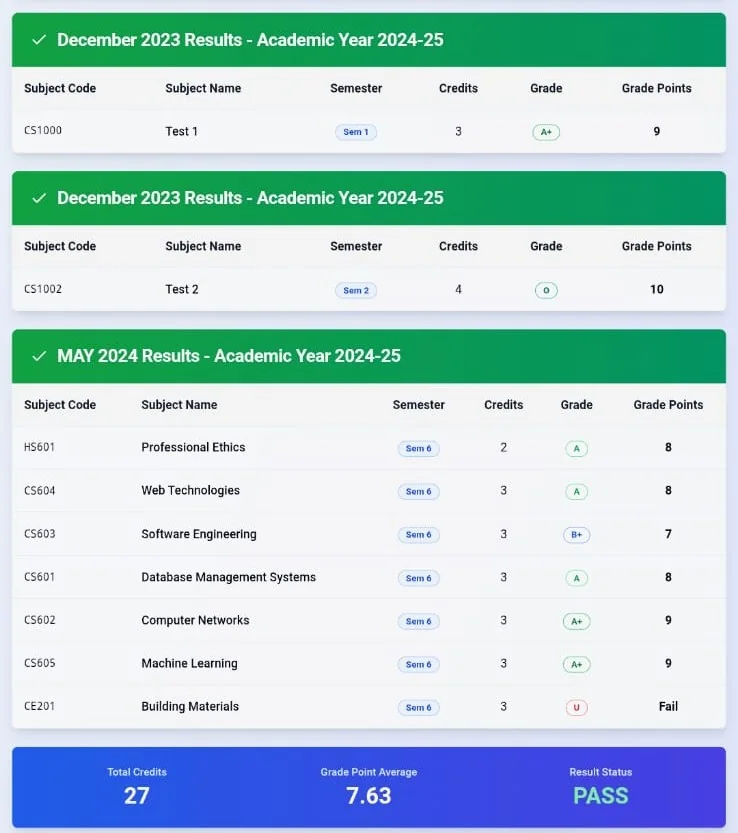 December 2023 Results - Academic Year 2024-25
Subject Code Subject Name Semester Credits Grade Grade Points
CS1000 Test 1 Sem 1 3 A+ 9
December 2023 Results - Academic Year 2024-25
Subject Code Subject Name Semester Credits Grade Grade Points
CS1002 Test 2 Sem 2 4 O 10
MAY 2024 Results - Academic Year 2024-25
Subject Code Subject Name Semester Credits Grade Grade Points
HS601 Professional Ethics Sem 6 2 A 8
CS604 Web Technologies Sem 6 3 A 8
CS603 Software Engineering Sem 6 3 B+ 7
CS601 Database Management Systems Sem 6 3 A 8
CS602 Computer Networks Sem 6 3 A+ 9
CS605 Machine Learning Sem 6 3 A+ 9
CE201 Building Materials Sem 6 3 U Fail
Total Credits Grade Point Average Result Status
27 7.63 PASS